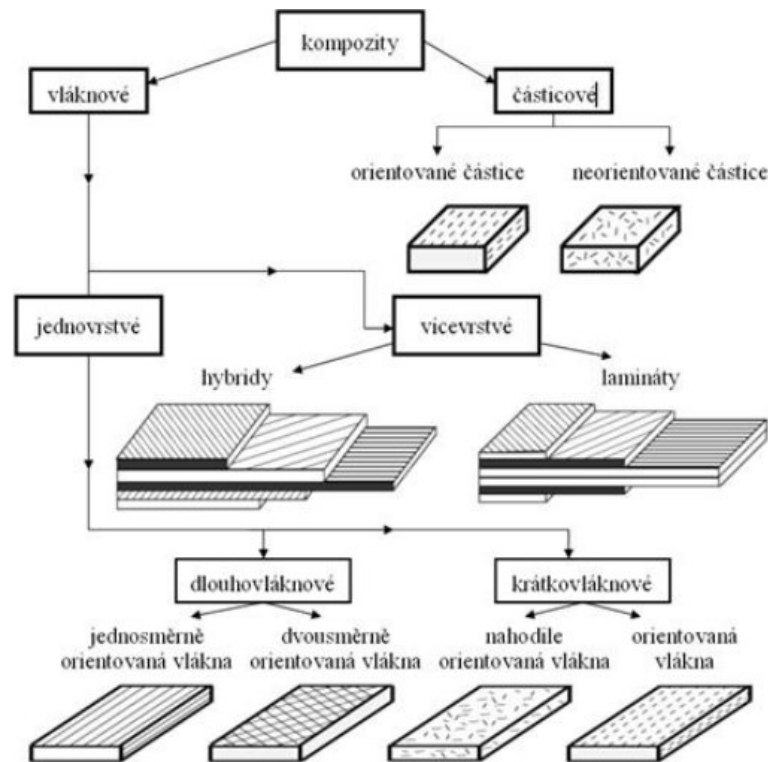 kompozity
vláknové
částicové
orientované částice
neorientované částice
jednovrstvé
vícevrstvé
hybridy
lamináty
dlouhovláknové
krátkovláknové
jednosměrně
orientovaná vlákna
dvousměrně
orientovaná vlákna
nahodile
orientovaná vlákna
orientovaná
vlákna